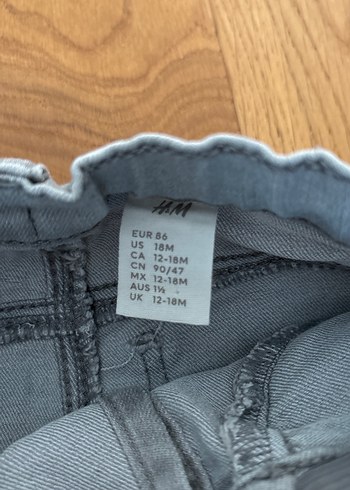 H&M
EUR 86
US 18M
CA 12-18M
CN 90/47
MX 12-18M
AUS 1½
UK 12-18M